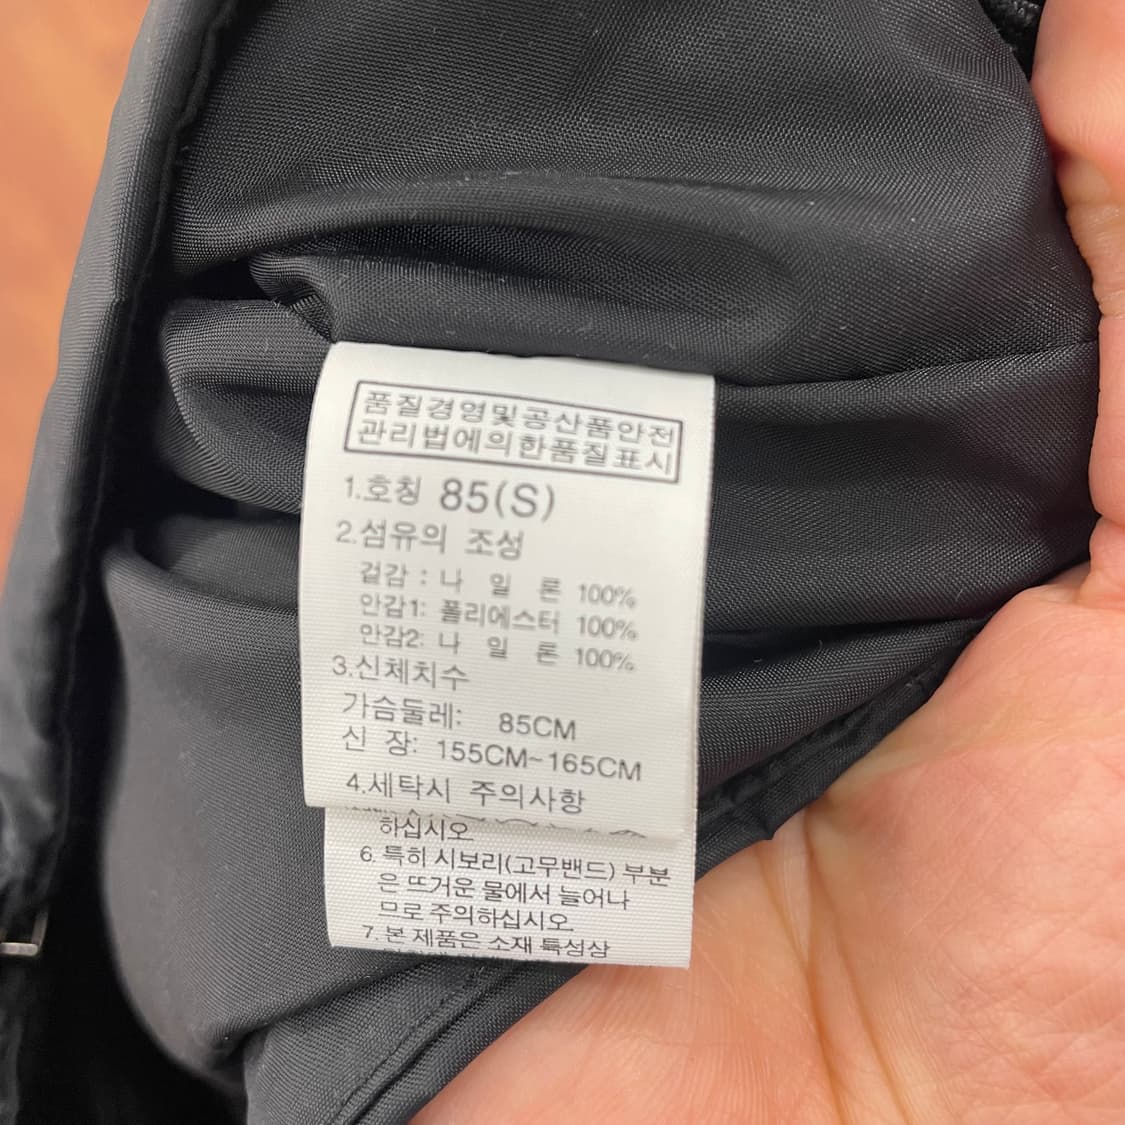 품질경영및공산품안전
관리법에의한품질표시
1.호칭 85(S)
2.섬유의 조성
겉감 : 나 일 론 100%
안감1: 폴리에스터 100%
안감2: 나 일 론 100%
3.신체치수
가슴둘레: 85CM
신 장: 155CM~165CM
4.세탁시 주의사항
하십시오
6. 특히 시보리(고무밴드) 부분
은 뜨거운 물에서 늘어나
므로 주의하십시오.
7. 본 제품은 소재 특성상